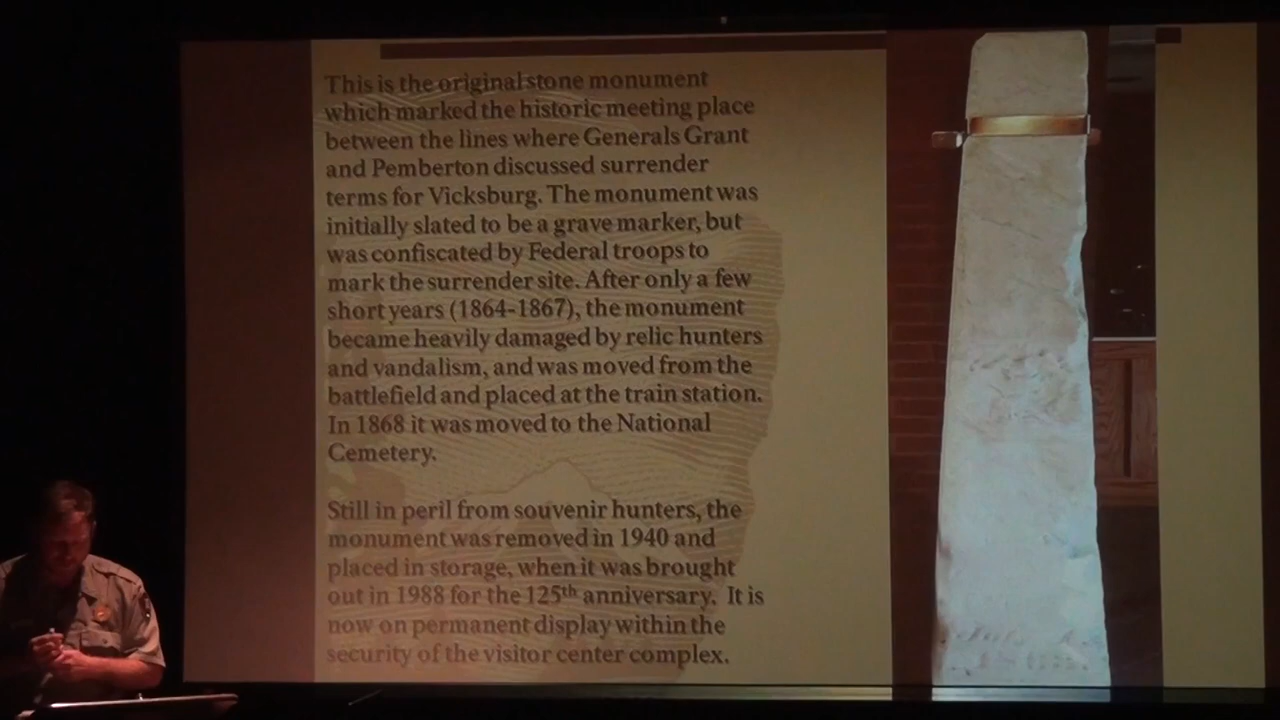 This is the original stone monument
which marked the historic meeting place
between the lines where Generals Grant
and Pemberton discussed surrender
terms for Vicksburg. The monument was
initially slated to be a grave marker, but
was confiscated by Federal troops to
mark the surrender site. After only a few
short years (1864-1867), the monument
became heavily damaged by relic hunters
and vandalism, and was moved from the
battlefield and placed at the train station.
In 1868 it was moved to the National
Cemetery.
Still in peril from souvenir hunters, the
monument was removed in 1940 and
placed in storage, when it was brought
out in 1988 for the 125th anniversary. It is
now on permanent display within the
security of the visitor center complex.